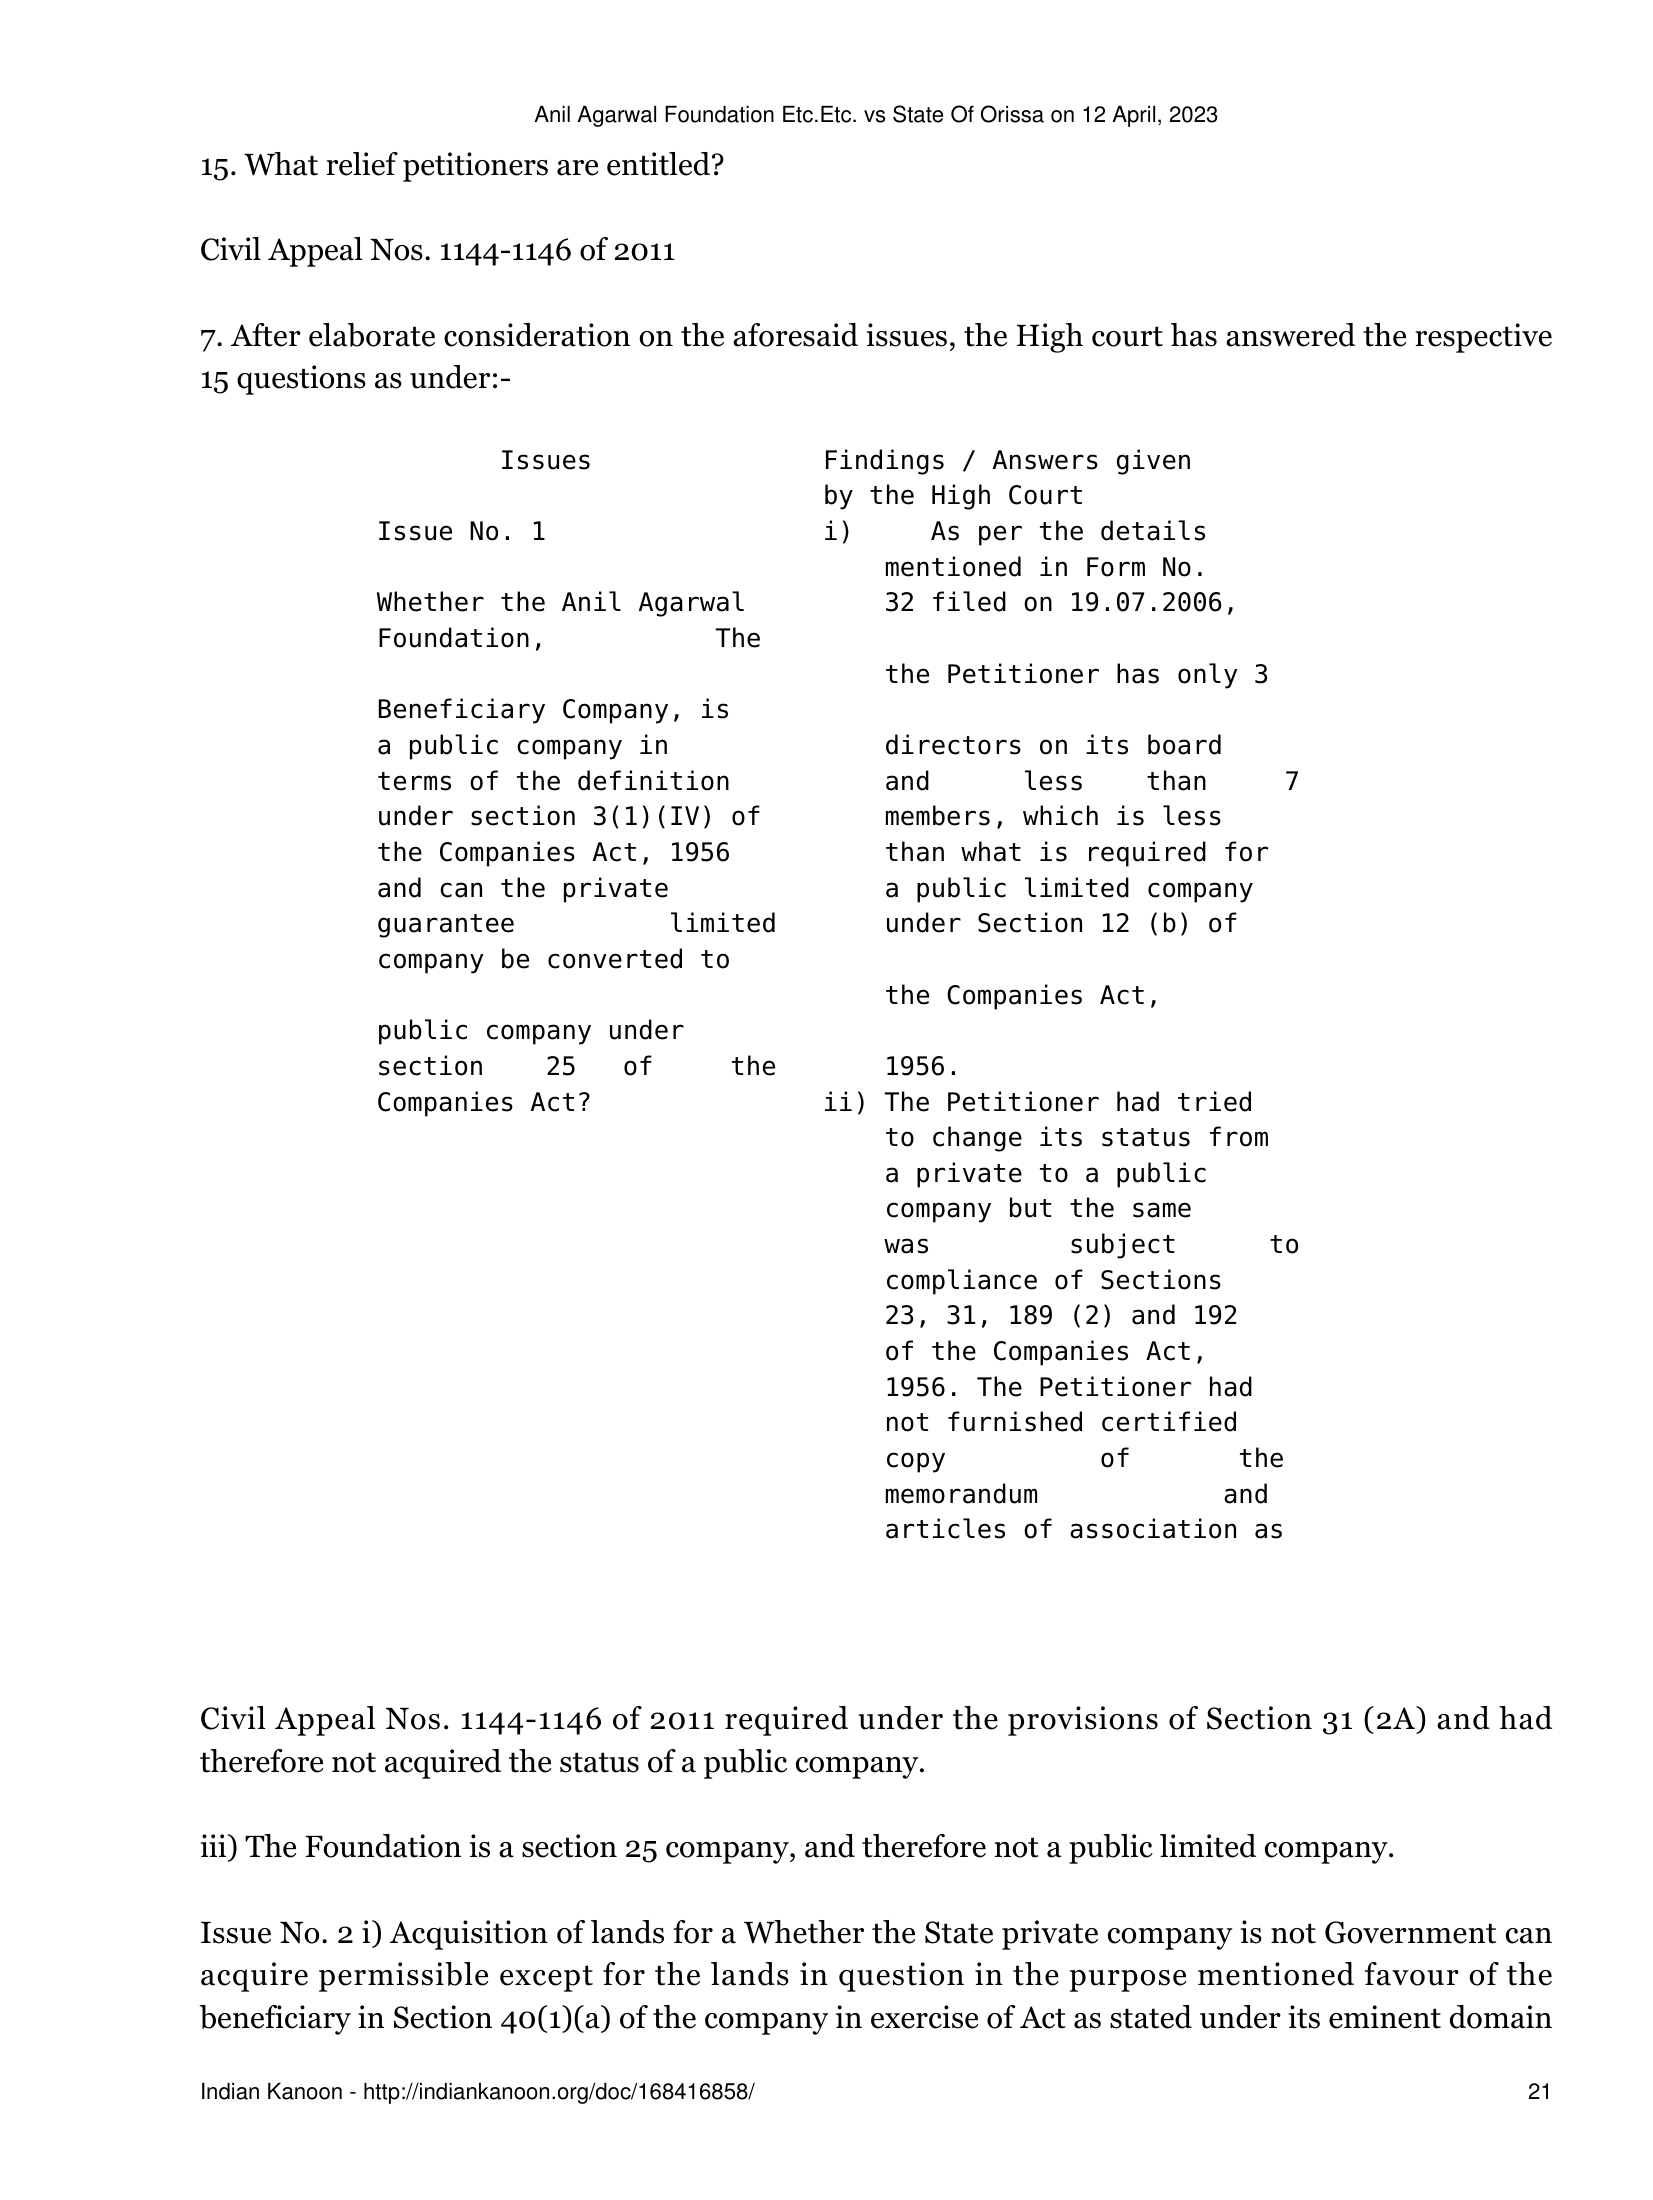 Anil Agarwal Foundation Etc.Etc. vs State Of Orissa on 12 April, 2023
15. What relief petitioners are entitled?
Civil Appeal Nos. 1144-1146 of 2011
7. After elaborate consideration on the aforesaid issues, the High court has answered the respective
15 questions as under:-
Issues Findings / Answers given
by the High Court
Issue No. 1 i) As per the details
mentioned in Form No.
Whether the Anil Agarwal 32 filed on 19.07.2006,
Foundation, The
the Petitioner has only 3
Beneficiary Company, is
a public company in directors on its board
terms of the definition and less than 7
under section 3(1)(IV) of members, which is less
the Companies Act, 1956 than what is required for
and can the private a public limited company
guarantee limited under Section 12 (b) of
company be converted to
the Companies Act,
public company under
section 25 of the 1956.
Companies Act? ii) The Petitioner had tried
to change its status from
a private to a public
company but the same
was subject to
compliance of Sections
23, 31, 189 (2) and 192
of the Companies Act,
1956. The Petitioner had
not furnished certified
copy of the
memorandum and
articles of association as
Civil Appeal Nos. 1144-1146 of 2011 required under the provisions of Section 31 (2A) and had
therefore not acquired the status of a public company.
iii) The Foundation is a section 25 company, and therefore not a public limited company.
Issue No. 2 i) Acquisition of lands for a Whether the State private company is not Government can
acquire permissible except for the lands in question in the purpose mentioned favour of the
beneficiary in Section 40(1)(a) of the company in exercise of Act as stated under its eminent domain
Indian Kanoon - http://indiankanoon.org/doc/168416858/ 21